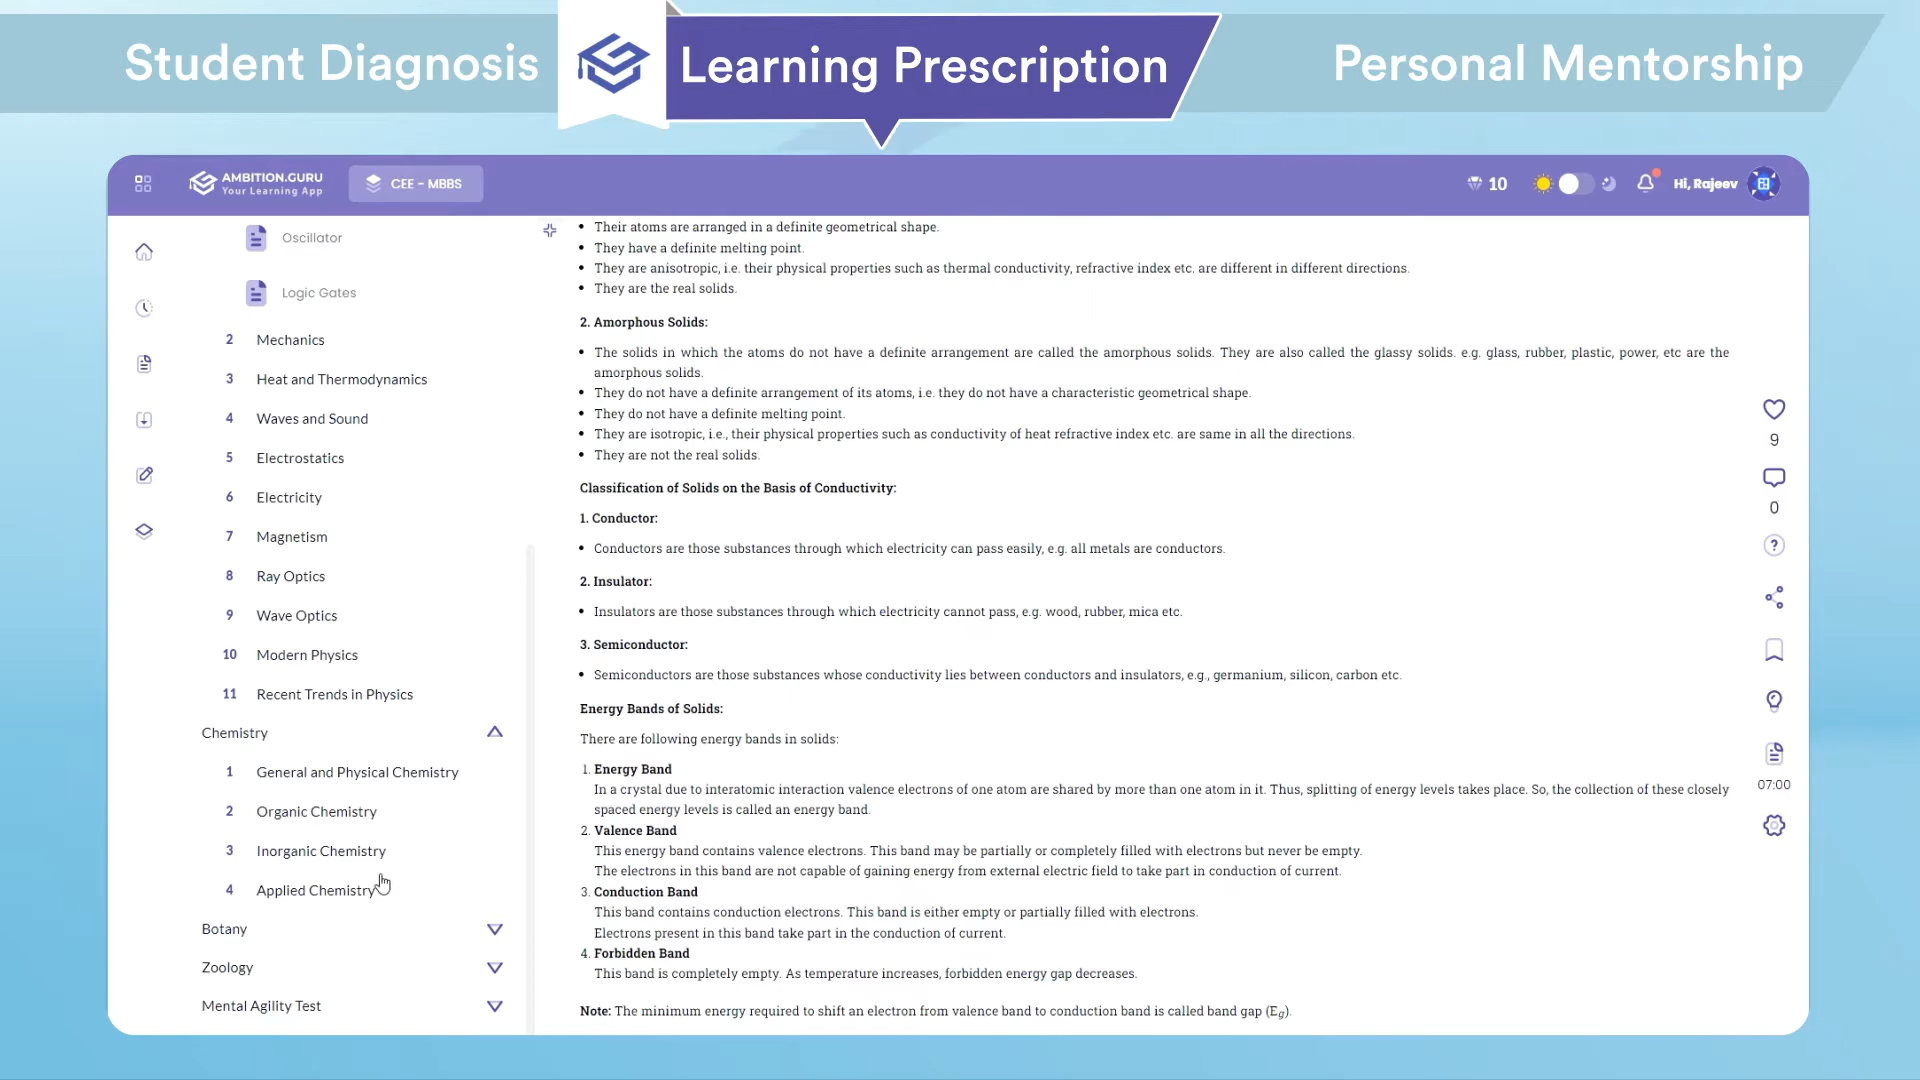 Student Diagnosis
Learning Prescription
Personal Mentorship
AMBITION.GURU
Your Learning App
CEE - MBBS
10
Hi, Rajeev
Oscillator
Logic Gates
2 Mechanics
3 Heat and Thermodynamics
4 Waves and Sound
5 Electrostatics
6 Electricity
7 Magnetism
8 Ray Optics
9 Wave Optics
10 Modern Physics
11 Recent Trends in Physics
Chemistry
1 General and Physical Chemistry
2 Organic Chemistry
3 Inorganic Chemistry
4 Applied Chemistry
Botany
Zoology
Mental Agility Test
• Their atoms are arranged in a definite geometrical shape.
• They have a definite melting point.
• They are anisotropic, i.e. their physical properties such as thermal conductivity, refractive index etc. are different in different directions.
• They are the real solids.
2. Amorphous Solids:
• The solids in which the atoms do not have a definite arrangement are called the amorphous solids. They are also called the glassy solids. e.g. glass, rubber, plastic, power, etc are the
amorphous solids.
• They do not have a definite arrangement of its atoms, i.e. they do not have a characteristic geometrical shape.
• They do not have a definite melting point.
• They are isotropic, i.e., their physical properties such as conductivity of heat refractive index etc. are same in all the directions.
• They are not the real solids.
Classification of Solids on the Basis of Conductivity:
1. Conductor:
• Conductors are those substances through which electricity can pass easily, e.g. all metals are conductors.
2. Insulator:
• Insulators are those substances through which electricity cannot pass, e.g. wood, rubber, mica etc.
3. Semiconductor:
• Semiconductors are those substances whose conductivity lies between conductors and insulators, e.g., germanium, silicon, carbon etc.
Energy Bands of Solids:
There are following energy bands in solids:
1. Energy Band
In a crystal due to interatomic interaction valence electrons of one atom are shared by more than one atom in it. Thus, splitting of energy levels takes place. So, the collection of these closely
spaced energy levels is called an energy band.
2. Valence Band
This energy band contains valence electrons. This band may be partially or completely filled with electrons but never be empty.
The electrons in this band are not capable of gaining energy from external electric field to take part in conduction of current.
3. Conduction Band
This band contains conduction electrons. This band is either empty or partially filled with electrons.
Electrons present in this band take part in the conduction of current.
4. Forbidden Band
This band is completely empty. As temperature increases, forbidden energy gap decreases.
Note: The minimum energy required to shift an electron from valence band to conduction band is called band gap (Eg).
9
0
?
07:00